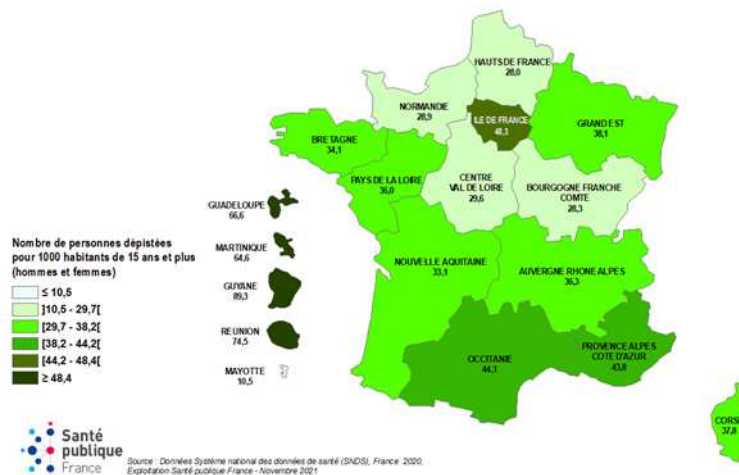 HAUTS DE FRANCE
28,0
NORMANDIE
28,9
ILE DE FRANCE
48,3
GRAND EST
38,1
BRETAGNE
34,1
PAYS DE LA LOIRE
36,0
CENTRE
VAL DE LOIRE
29,6
BOURGOGNE FRANCHE
COMTE
28,3
GUADELOUPE
66,6
MARTINIQUE
64,6
GUYANE
89,3
REUNION
74,5
MAYOTTE
10,5
NOUVELLE AQUITAINE
33,1
AUVERGNE RHONE ALPES
36,3
OCCITANIE
44,1
PROVENCE ALPES
COTE D'AZUR
43,8
CORSE
37,8
Nombre de personnes dépistées
pour 1000 habitants de 15 ans et plus
(hommes et femmes)
≤ 10,5
]10,5 - 29,7[
[29,7 - 38,2[
[38,2 - 44,2[
[44,2 - 48,4[
≥ 48,4
Santé
publique
France
Source : Données Système national des données de santé (SNDS), France 2020,
Exploitation Santé publique France - Novembre 2021